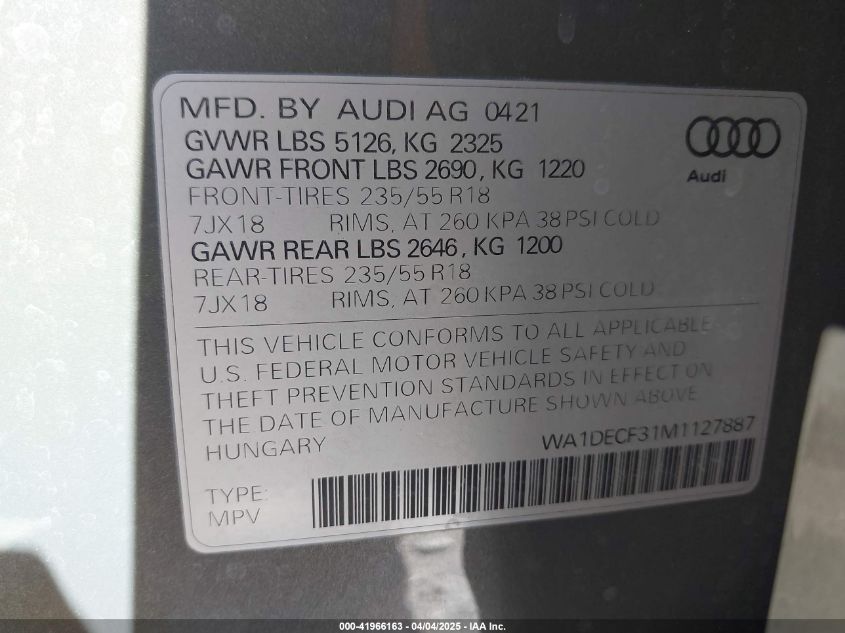 MFD. BY AUDI AG 0421
GVWR LBS 5126, KG 2325
GAWR FRONT LBS 2690, KG 1220
FRONT-TIRES 235/55 R18
7JX18 RIMS, AT 260 KPA 38 PSI COLD
GAWR REAR LBS 2646, KG 1200
REAR-TIRES 235/55 R18
7JX18 RIMS, AT 260 KPA 38 PSI COLD
Audi
THIS VEHICLE CONFORMS TO ALL APPLICABLE
U.S. FEDERAL MOTOR VEHICLE SAFETY AND
THEFT PREVENTION STANDARDS IN EFFECT ON
THE DATE OF MANUFACTURE SHOWN ABOVE
HUNGARY WA1DECF31M1127887
TYPE:
MPV
000-41966163 - 04/04/2025 - IAA Inc.